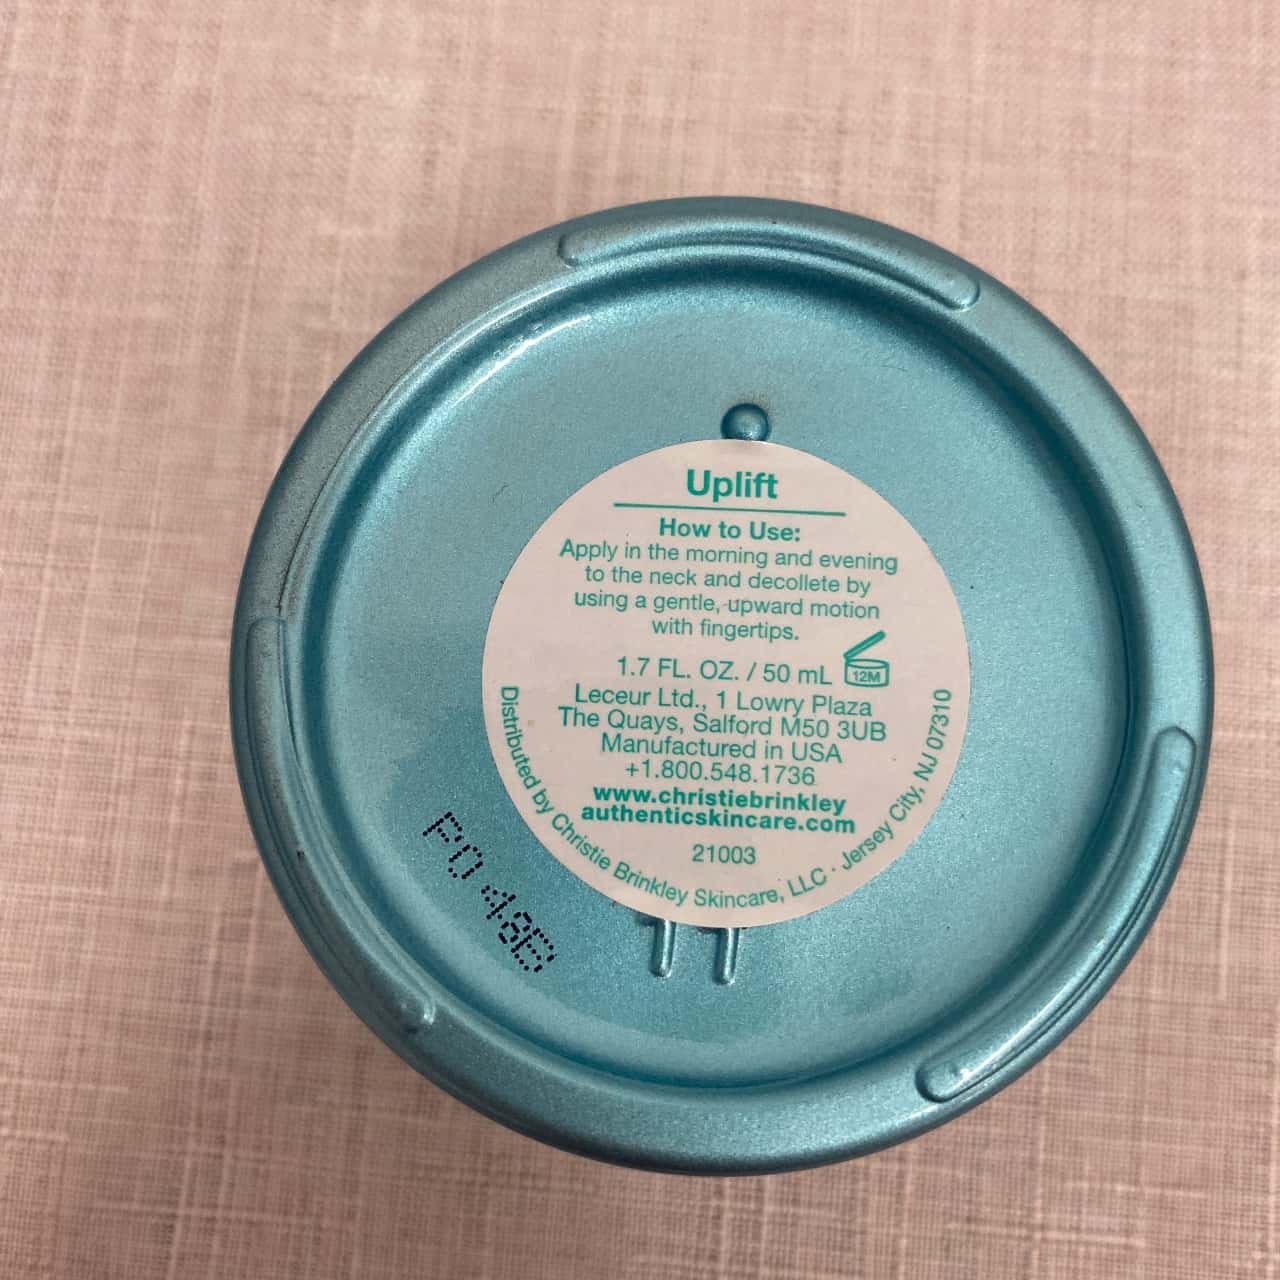 Uplift
How to Use:
Apply in the morning and evening
to the neck and decollete by
using a gentle, upward motion
with fingertips.
1.7 FL. OZ. / 50 mL
12M
Leceur Ltd., 1 Lowry Plaza
The Quays, Salford M50 3UB
Manufactured in USA
+1.800.548.1736
www.christiebrinkley
authenticskincare.com
21003
Distributed by Christie Brinkley Skincare, LLC · Jersey City, NJ 07310